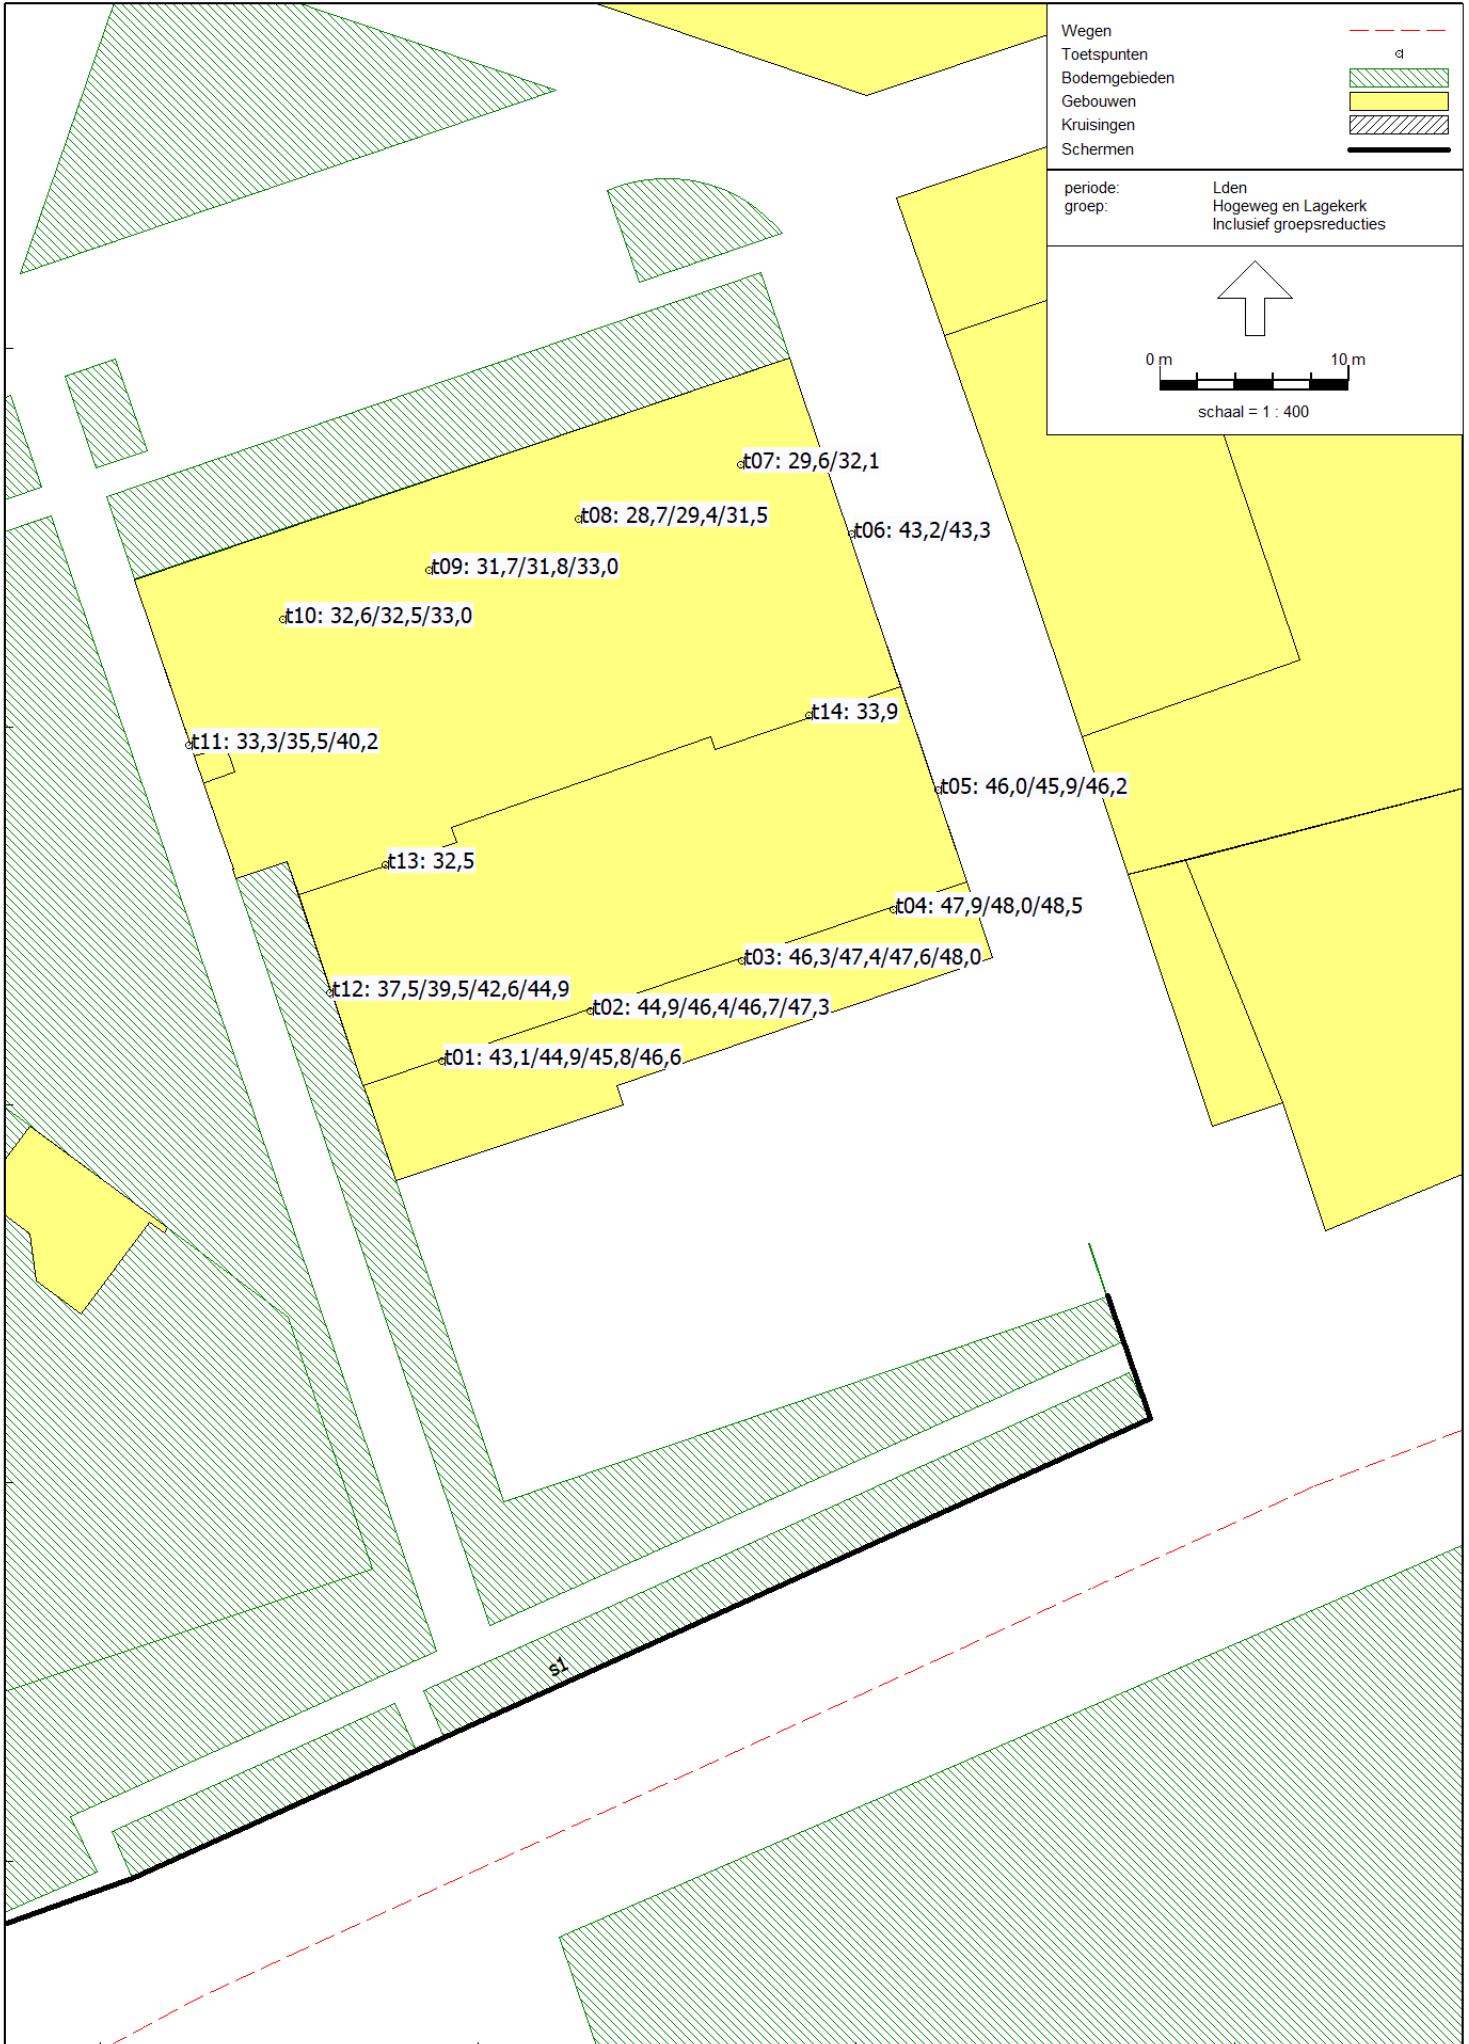 Wegen
Toetspunten
Bodemgebieden
Gebouwen
Kruisingen
Schermen
periode: Lden
groep: Hogeweg en Lagekerk
Inclusief groepsreducties
0 m 10 m
schaal = 1 : 400
t07: 29,6/32,1
t08: 28,7/29,4/31,5
t06: 43,2/43,3
t09: 31,7/31,8/33,0
t10: 32,6/32,5/33,0
t14: 33,9
t11: 33,3/35,5/40,2
t05: 46,0/45,9/46,2
t13: 32,5
t04: 47,9/48,0/48,5
t03: 46,3/47,4/47,6/48,0
t12: 37,5/39,5/42,6/44,9
t02: 44,9/46,4/46,7/47,3
t01: 43,1/44,9/45,8/46,6
s1